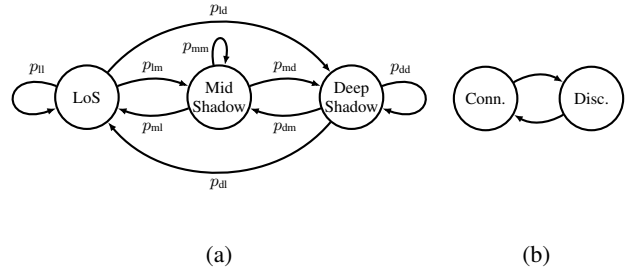 p_ld
p_mm
p_ll p_lm p_md p_dd
LoS Mid Shadow Deep Shadow Conn. Disc.
p_ml p_dm
p_dl
(a) (b)